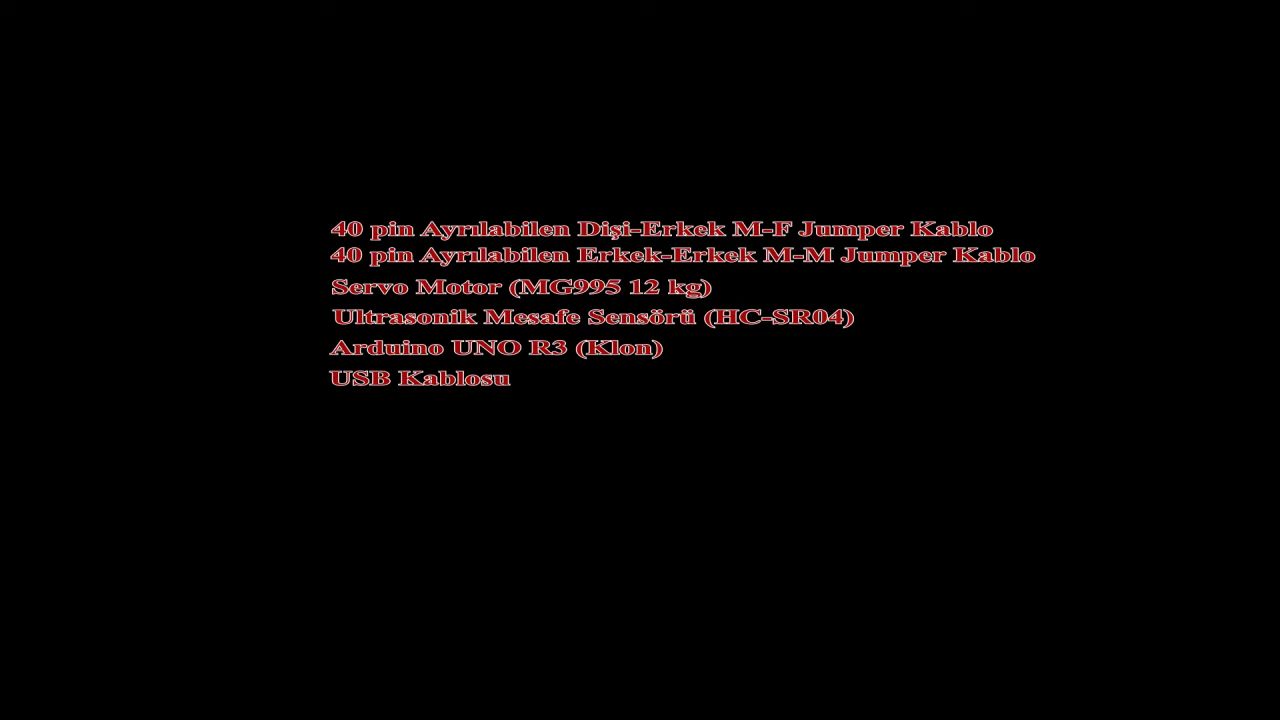 40 pin Ayrılabilen Dişi-Erkek M-F Jumper Kablo
40 pin Ayrılabilen Erkek-Erkek M-M Jumper Kablo
Servo Motor (MG995 12 kg)
Ultrasonik Mesafe Sensörü (HC-SR04)
Arduino UNO R3 (Klon)
USB Kablosu